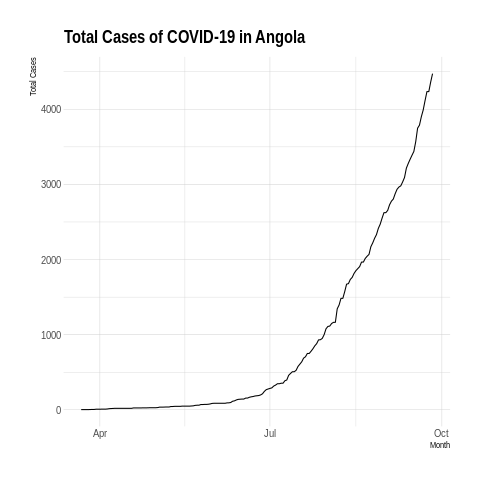 Total Cases of COVID-19 in Angola
Total Cases
4000
3000
2000
1000
0
Apr
Jul
Oct
Month